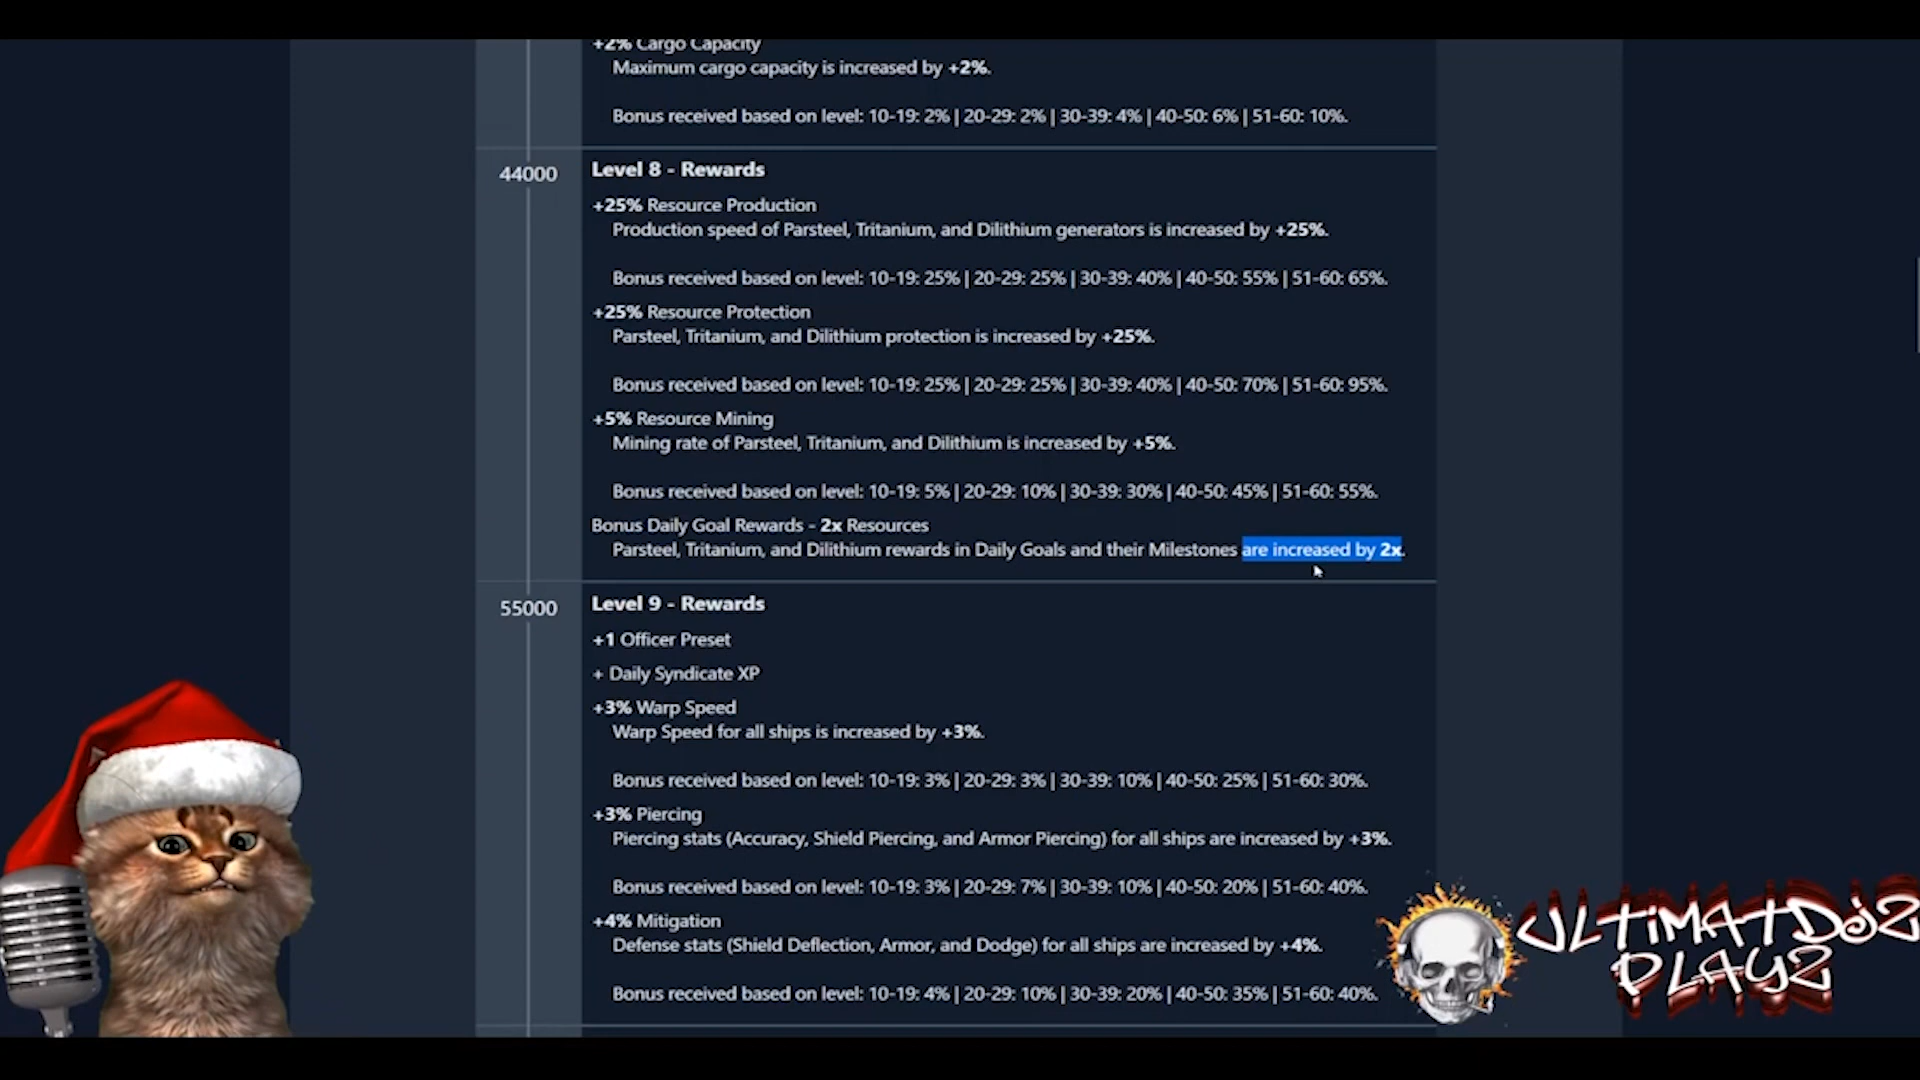 +2% Cargo Capacity
Maximum cargo capacity is increased by +2%.
Bonus received based on level: 10-19: 2% | 20-29: 2% | 30-39: 4% | 40-50: 6% | 51-60: 10%.
44000
Level 8 - Rewards
+25% Resource Production
Production speed of Parsteel, Tritanium, and Dilithium generators is increased by +25%.
Bonus received based on level: 10-19: 25% | 20-29: 25% | 30-39: 40% | 40-50: 55% | 51-60: 65%.
+25% Resource Protection
Parsteel, Tritanium, and Dilithium protection is increased by +25%.
Bonus received based on level: 10-19: 25% | 20-29: 25% | 30-39: 40% | 40-50: 70% | 51-60: 95%.
+5% Resource Mining
Mining rate of Parsteel, Tritanium, and Dilithium is increased by +5%.
Bonus received based on level: 10-19: 5% | 20-29: 10% | 30-39: 30% | 40-50: 45% | 51-60: 55%.
Bonus Daily Goal Rewards - 2x Resources
Parsteel, Tritanium, and Dilithium rewards in Daily Goals and their Milestones are increased by 2x.
55000
Level 9 - Rewards
+1 Officer Preset
+ Daily Syndicate XP
+3% Warp Speed
Warp Speed for all ships is increased by +3%.
Bonus received based on level: 10-19: 3% | 20-29: 3% | 30-39: 10% | 40-50: 25% | 51-60: 30%.
+3% Piercing
Piercing stats (Accuracy, Shield Piercing, and Armor Piercing) for all ships are increased by +3%.
Bonus received based on level: 10-19: 3% | 20-29: 7% | 30-39: 10% | 40-50: 20% | 51-60: 40%.
+4% Mitigation
Defense stats (Shield Deflection, Armor, and Dodge) for all ships are increased by +4%.
Bonus received based on level: 10-19: 4% | 20-29: 10% | 30-39: 20% | 40-50: 35% | 51-60: 40%.
ULTiMATDJZ
PLAYZ